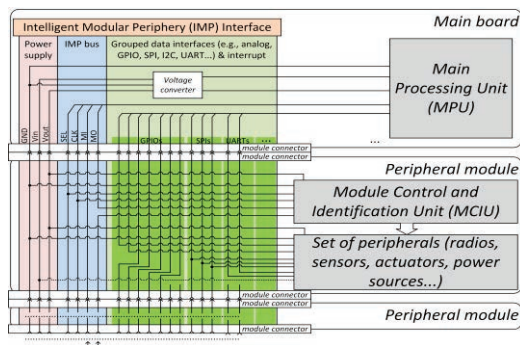 Intelligent Modular Periphery (IMP) Interface
Main board
Power supply
IMP bus
Grouped data interfaces (e.g., analog,
GPIO, SPI, I2C, UART...) & interrupt
Voltage
converter
Main
Processing Unit
(MPU)
GND
Vin
Vout
SEL
CLK
MI
MO
GPIOs
SPIs
UARTs
...
...
module connector
module connector
Peripheral module
Module Control and
Identification Unit (MCIU)
Set of peripherals (radios,
sensors, actuators, power
sources...)
module connector
module connector
Peripheral module
module connector